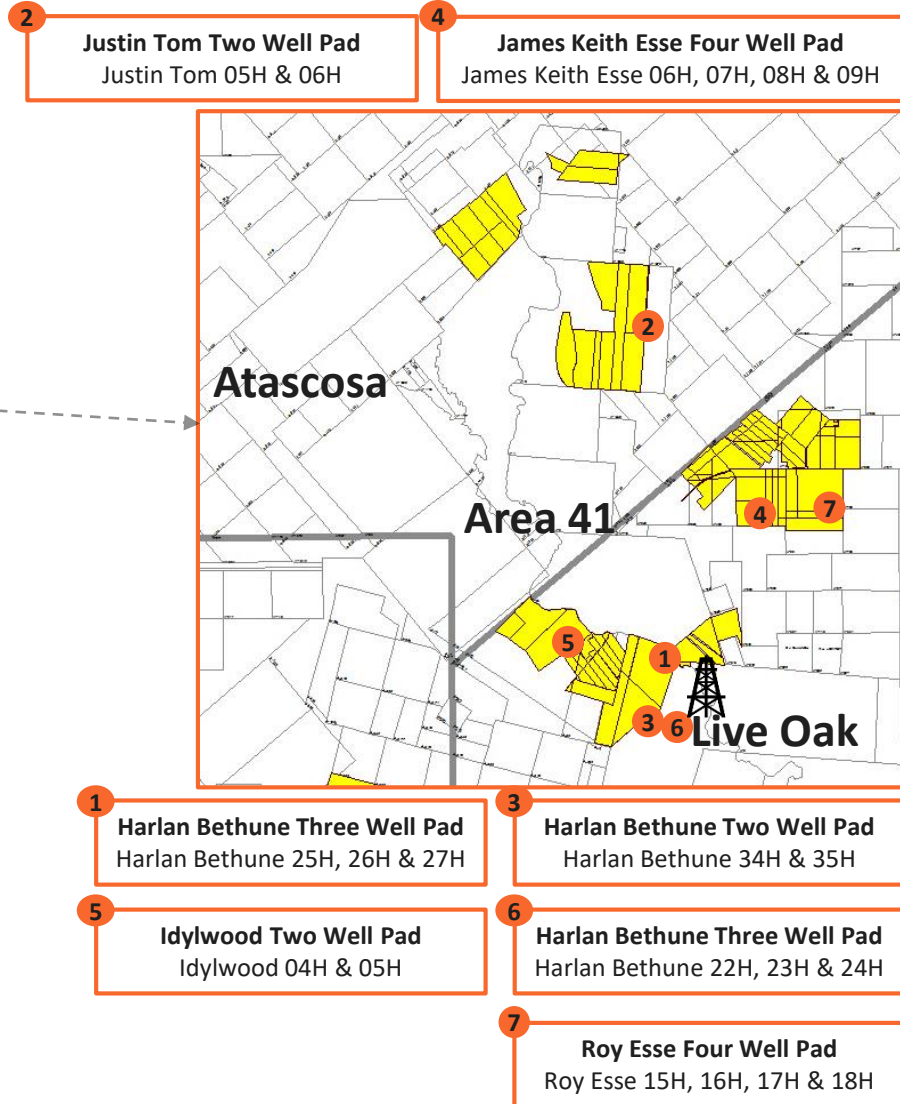 2
Justin Tom Two Well Pad
Justin Tom 05H & 06H
4
James Keith Esse Four Well Pad
James Keith Esse 06H, 07H, 08H & 09H
2
Atascosa
Area 41
4
7
5
1
3
6
Live Oak
1
Harlan Bethune Three Well Pad
Harlan Bethune 25H, 26H & 27H
3
Harlan Bethune Two Well Pad
Harlan Bethune 34H & 35H
5
Idylwood Two Well Pad
Idylwood 04H & 05H
6
Harlan Bethune Three Well Pad
Harlan Bethune 22H, 23H & 24H
7
Roy Esse Four Well Pad
Roy Esse 15H, 16H, 17H & 18H